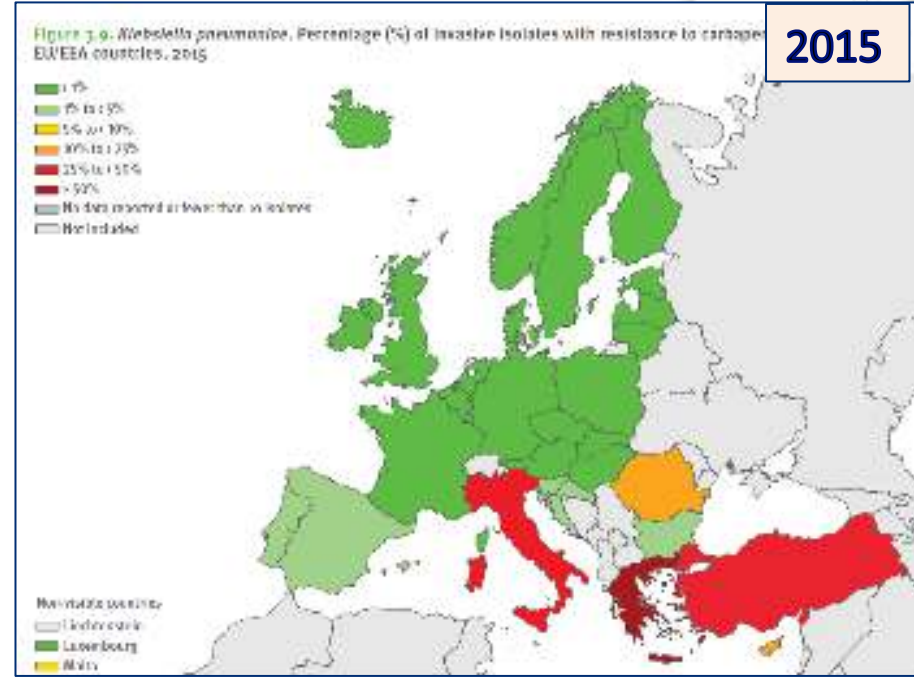 Figure 3.9. Klebsiella pneumoniae. Percentage (%) of invasive isolates with resistance to carbape
EU/EEA countries, 2015
2015
< 1%
1% to < 5%
5% to < 10%
10% to < 25%
25% to < 50%
≥ 50%
No data reported or fewer than 10 isolates
Not included
Non-visible countries
Liechtenstein
Luxembourg
Malta